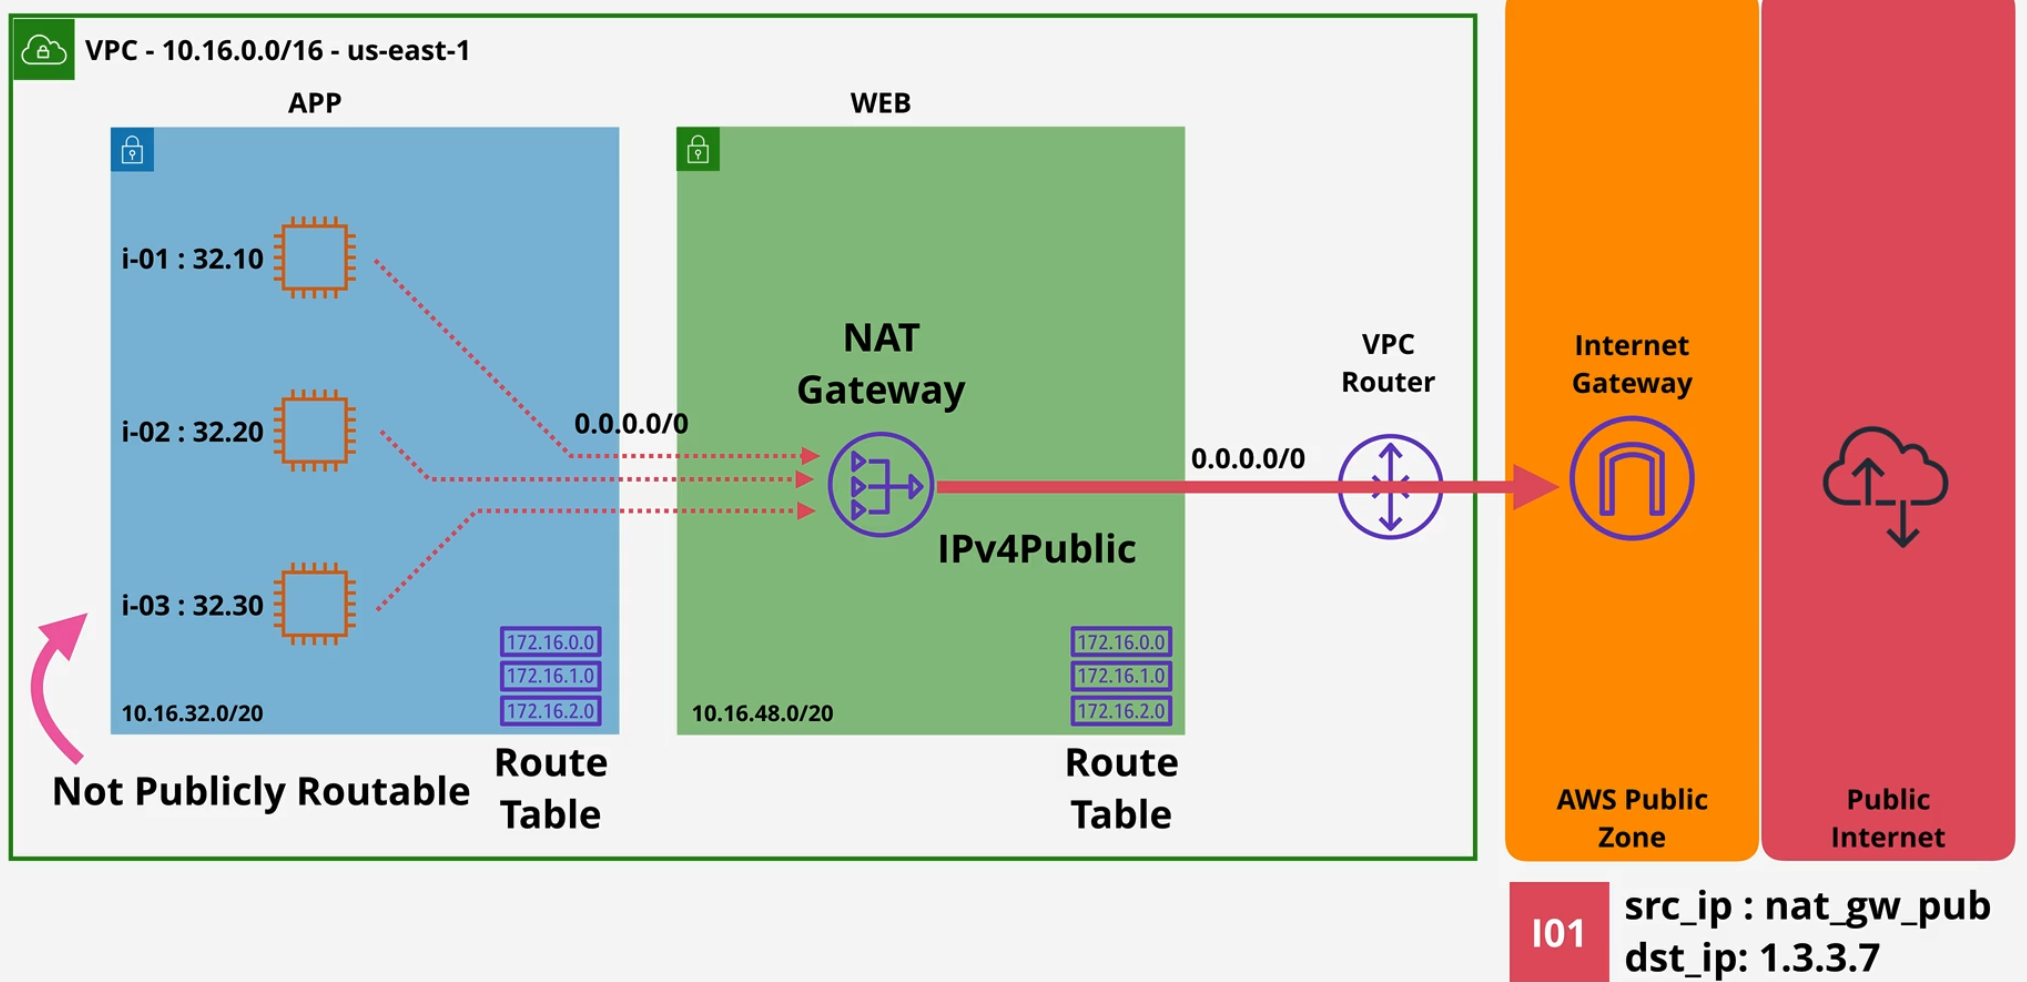 VPC - 10.16.0.0/16 - us-east-1
APP
WEB
i-01 : 32.10
i-02 : 32.20
i-03 : 32.30
10.16.32.0/20
172.16.0.0
172.16.1.0
172.16.2.0
Route
Table
Not Publicly Routable
0.0.0.0/0
NAT
Gateway
IPv4Public
10.16.48.0/20
172.16.0.0
172.16.1.0
172.16.2.0
Route
Table
0.0.0.0/0
VPC
Router
Internet
Gateway
AWS Public
Zone
Public
Internet
I01
src_ip : nat_gw_pub
dst_ip: 1.3.3.7